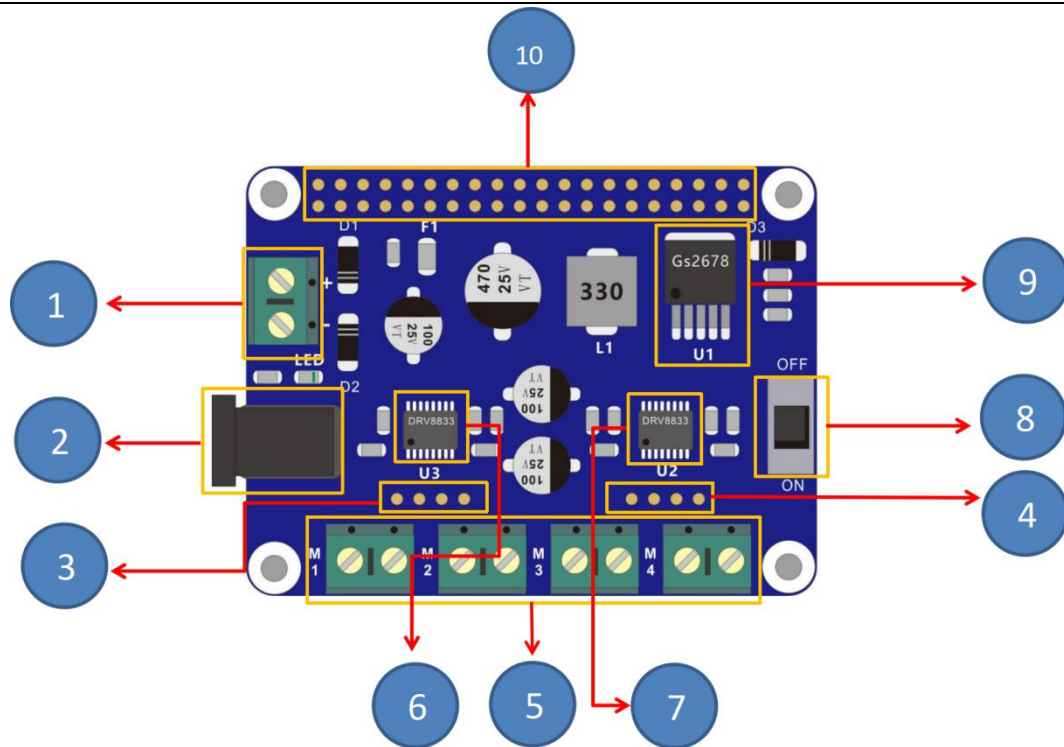 10
D1
F1
D3
Gs2678
470
25V
VT
1
+
330
9
100
25V
VT
-
L1
U1
LED
OFF
D2
VT
25V
100
2
DRV8833
DRV8833
8
U3
VT
25V
100
U2
ON
4
3
M
1
M
2
M
3
M
4
6
5
7